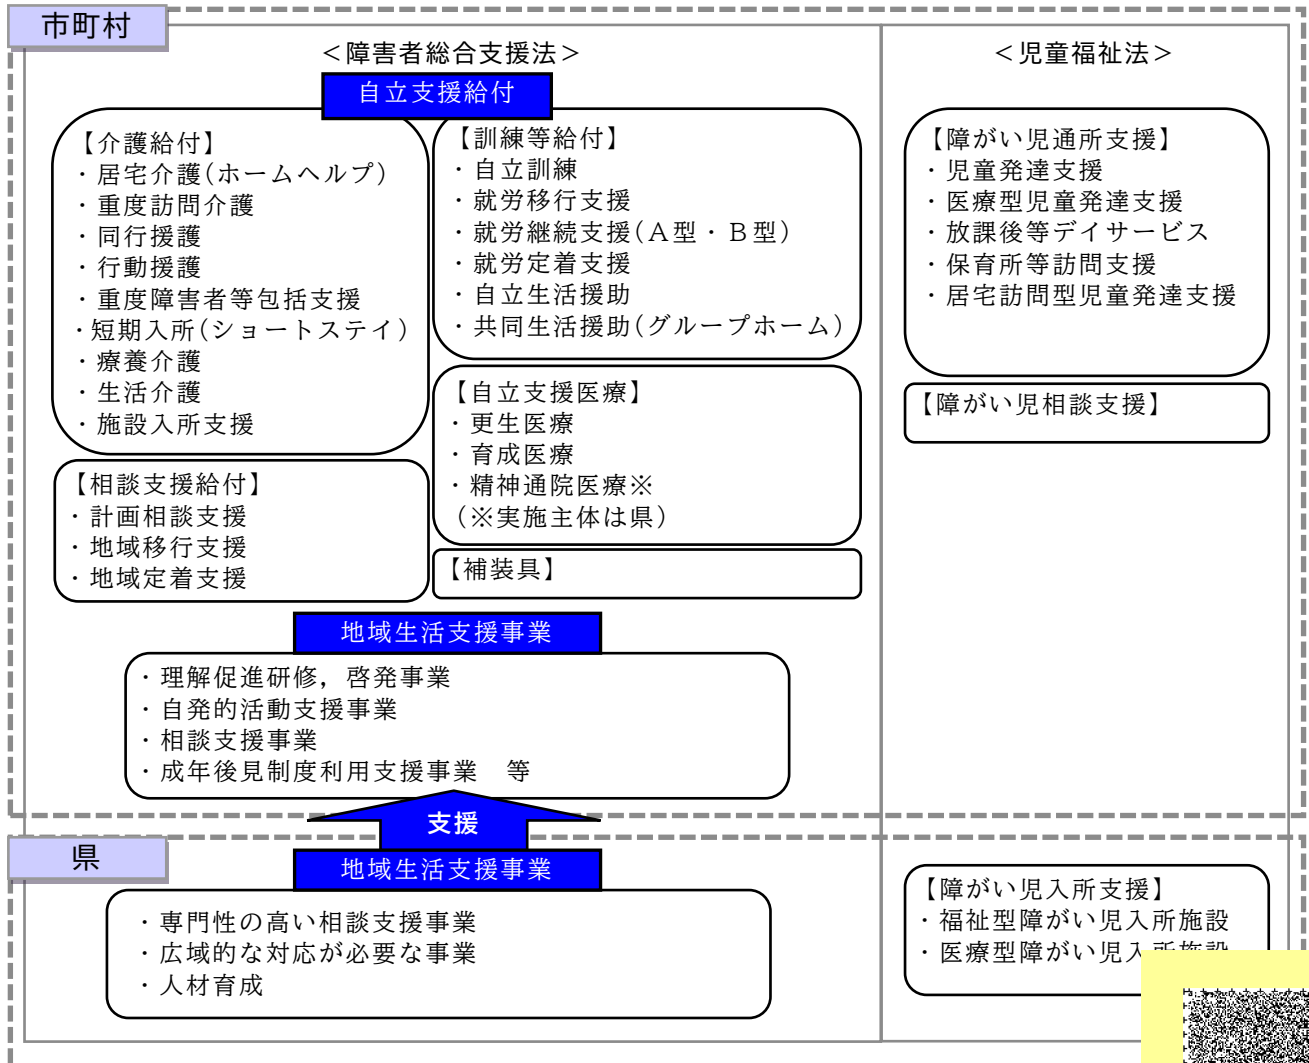 市町村
＜障害者総合支援法＞
自立支援給付
【介護給付】
・居宅介護(ホームヘルプ)
・重度訪問介護
・同行援護
・行動援護
・重度障害者等包括支援
・短期入所(ショートステイ)
・療養介護
・生活介護
・施設入所支援
【相談支援給付】
・計画相談支援
・地域移行支援
・地域定着支援
【訓練等給付】
・自立訓練
・就労移行支援
・就労継続支援(Ａ型・Ｂ型)
・就労定着支援
・自立生活援助
・共同生活援助(グループホーム)
【自立支援医療】
・更生医療
・育成医療
・精神通院医療※
(※実施主体は県)
【補装具】
地域生活支援事業
・理解促進研修，啓発事業
・自発的活動支援事業
・相談支援事業
・成年後見制度利用支援事業　等
＜児童福祉法＞
【障がい児通所支援】
・児童発達支援
・医療型児童発達支援
・放課後等デイサービス
・保育所等訪問支援
・居宅訪問型児童発達支援
【障がい児相談支援】
支援
県
地域生活支援事業
・専門性の高い相談支援事業
・広域的な対応が必要な事業
・人材育成
【障がい児入所支援】
・福祉型障がい児入所施設
・医療型障がい児入所施設